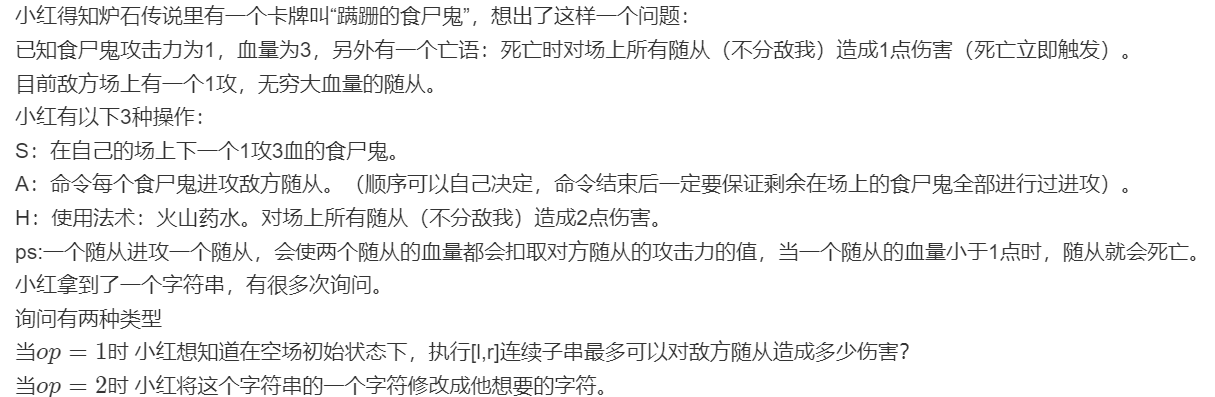 小红得知炉石传说里有一个卡牌叫“蹒跚的食尸鬼”，想出了这样一个问题：
已知食尸鬼攻击力为1，血量为3，另外有一个亡语：死亡时对场上所有随从（不分敌我）造成1点伤害（死亡立即触发）。
目前敌方场上有一个1攻，无穷大血量的随从。
小红有以下3种操作：
S：在自己的场上下一个1攻3血的食尸鬼。
A：命令每个食尸鬼进攻敌方随从。（顺序可以自己决定，命令结束后一定要保证剩余在场上的食尸鬼全部进行过进攻）。
H：使用法术：火山药水。对场上所有随从（不分敌我）造成2点伤害。
ps:一个随从进攻一个随从，会使两个随从的血量都会扣取对方随从的攻击力的值，当一个随从的血量小于1点时，随从就会死亡。
小红拿到了一个字符串，有很多次询问。
询问有两种类型
当op = 1时 小红想知道在空场初始状态下，执行[l,r]连续子串最多可以对敌方随从造成多少伤害？
当op = 2时 小红将这个字符串的一个字符修改成他想要的字符。